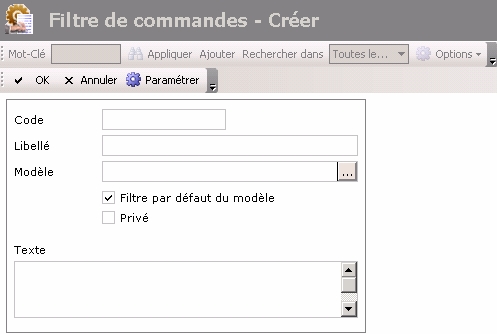 Filtre de commandes - Créer
Mot-Clé Appliquer Ajouter Rechercher dans Toutes le... Options
OK Annuler Paramétrer
Code
Libellé
Modèle ...
Filtre par défaut du modèle
Privé
Texte